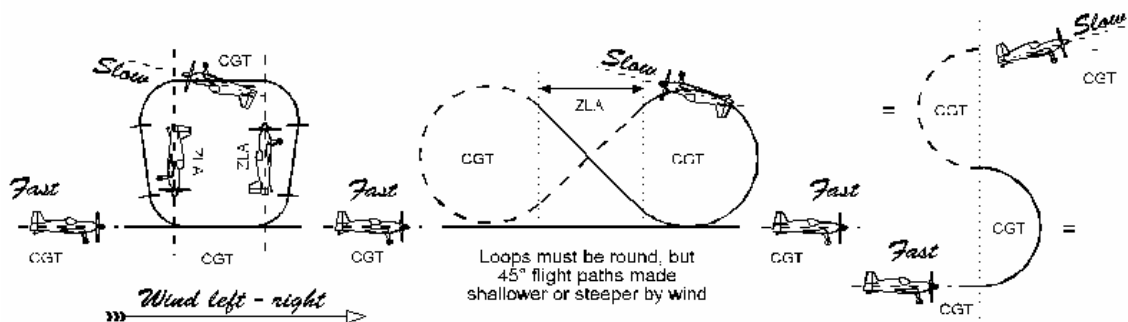 Slow
CGT
ZLA
ZLA
Fast
CGT
CGT
Wind left - right
Fast
CGT
CGT
ZLA
Slow
CGT
Loops must be round, but
45° flight paths made
shallower or steeper by wind
Fast
CGT
=
CGT
Slow
CGT
CGT
=
Fast
CGT